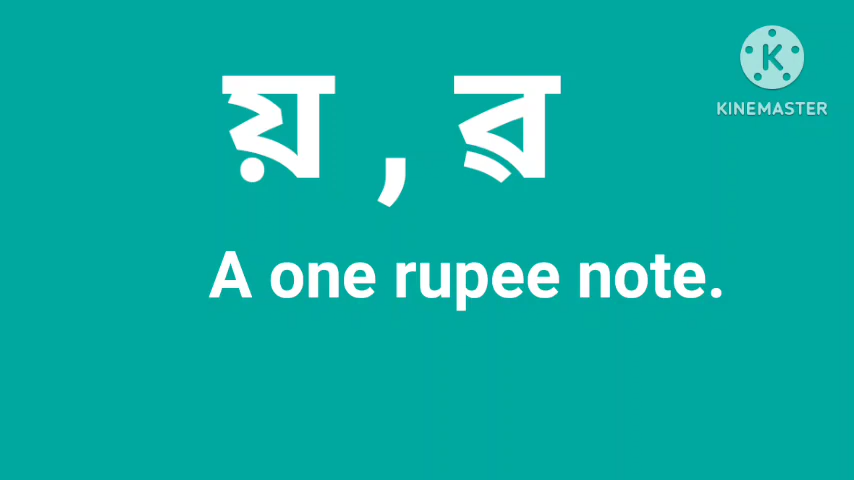 য় , ৱ
A one rupee note.
KINEMASTER